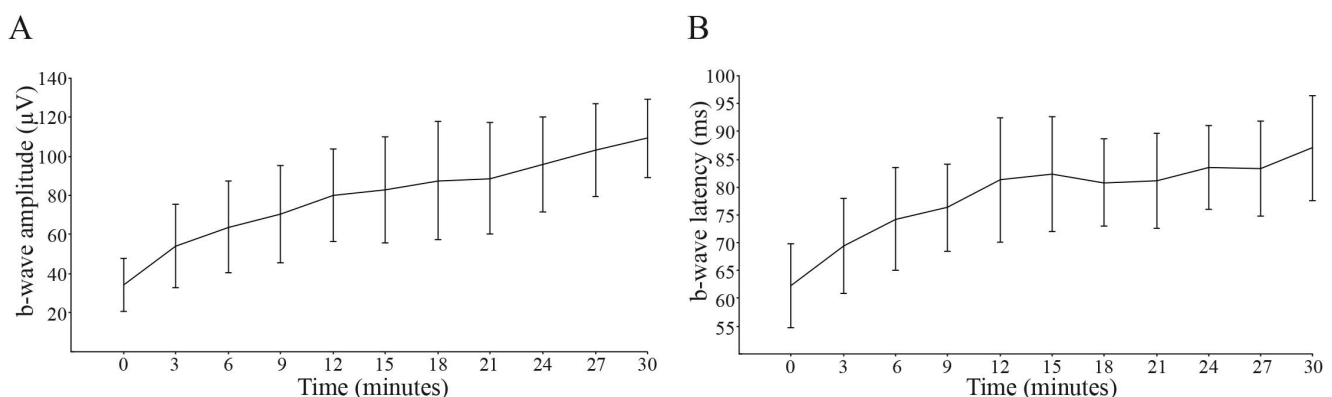 A
b-wave amplitude (µV)
140
120
100
80
60
40
20
0 3 6 9 12 15 18 21 24 27 30
Time (minutes)
B
b-wave latency (ms)
100
95
90
85
80
75
70
65
60
55
0 3 6 9 12 15 18 21 24 27 30
Time (minutes)